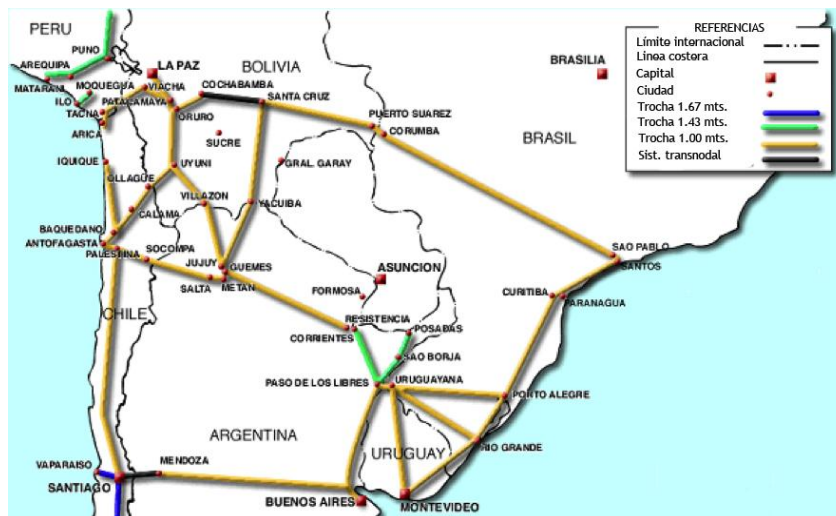 PERU
PUNO
AREQUIPA
MATARANI
MOQUEGUA
ILO
TACNA
ARICA
LA PAZ
VIACHA
PATACAMAYA
ORURO
BOLIVIA
COCHABAMBA
SANTA CRUZ
SUCRE
IQUIQUE
OLLAGUE
UYUNI
CALAMA
VILLAZON
YACUIBA
GRAL. GARAY
PUERTO SUAREZ
CORUMBA
BRASILIA
BRASIL
REFERENCIAS
Límite internacional
Linea costera
Capital
Ciudad
Trocha 1.67 mts.
Trocha 1.43 mts.
Trocha 1.00 mts.
Sist. transnodal
BAQUEDANO
ANTOFAGASTA
PALESTINA
SOCOMPA
JUJUY
GUEMES
SALTA
METAN
ASUNCION
FORMOSA
RESISTENCIA
CORRIENTES
POSADAS
SAO BORJA
PASO DE LOS LIBRES
URUGUAYANA
SAO PABLO
SANTOS
CURITIBA
PARANAGUA
PORTO ALEGRE
RIO GRANDE
CHILE
ARGENTINA
URUGUAY
VAPARAISO
SANTIAGO
MENDOZA
BUENOS AIRES
MONTEVIDEO